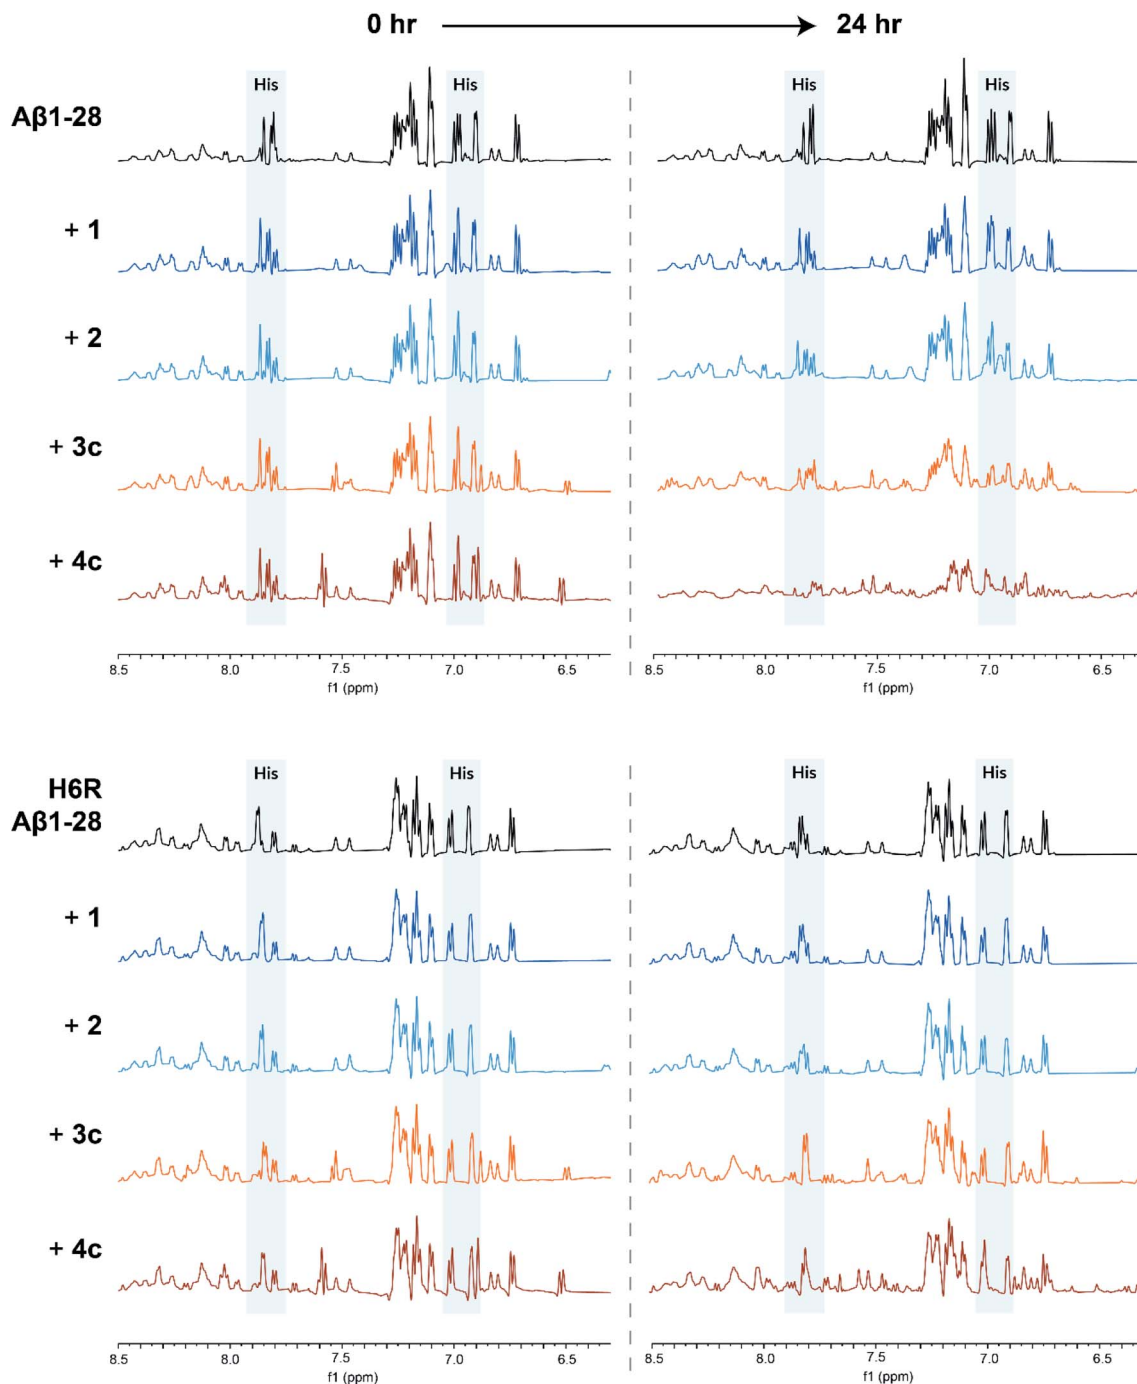 0 hr 24 hr
His His His His
Aβ1-28
+ 1
+ 2
+ 3c
+ 4c
8.5 8.0 7.5 7.0 6.5 8.5 8.0 7.5 7.0 6.5
f1 (ppm) f1 (ppm)
His His His His
H6R
Aβ1-28
+ 1
+ 2
+ 3c
+ 4c
8.5 8.0 7.5 7.0 6.5 8.5 8.0 7.5 7.0 6.5
f1 (ppm) f1 (ppm)